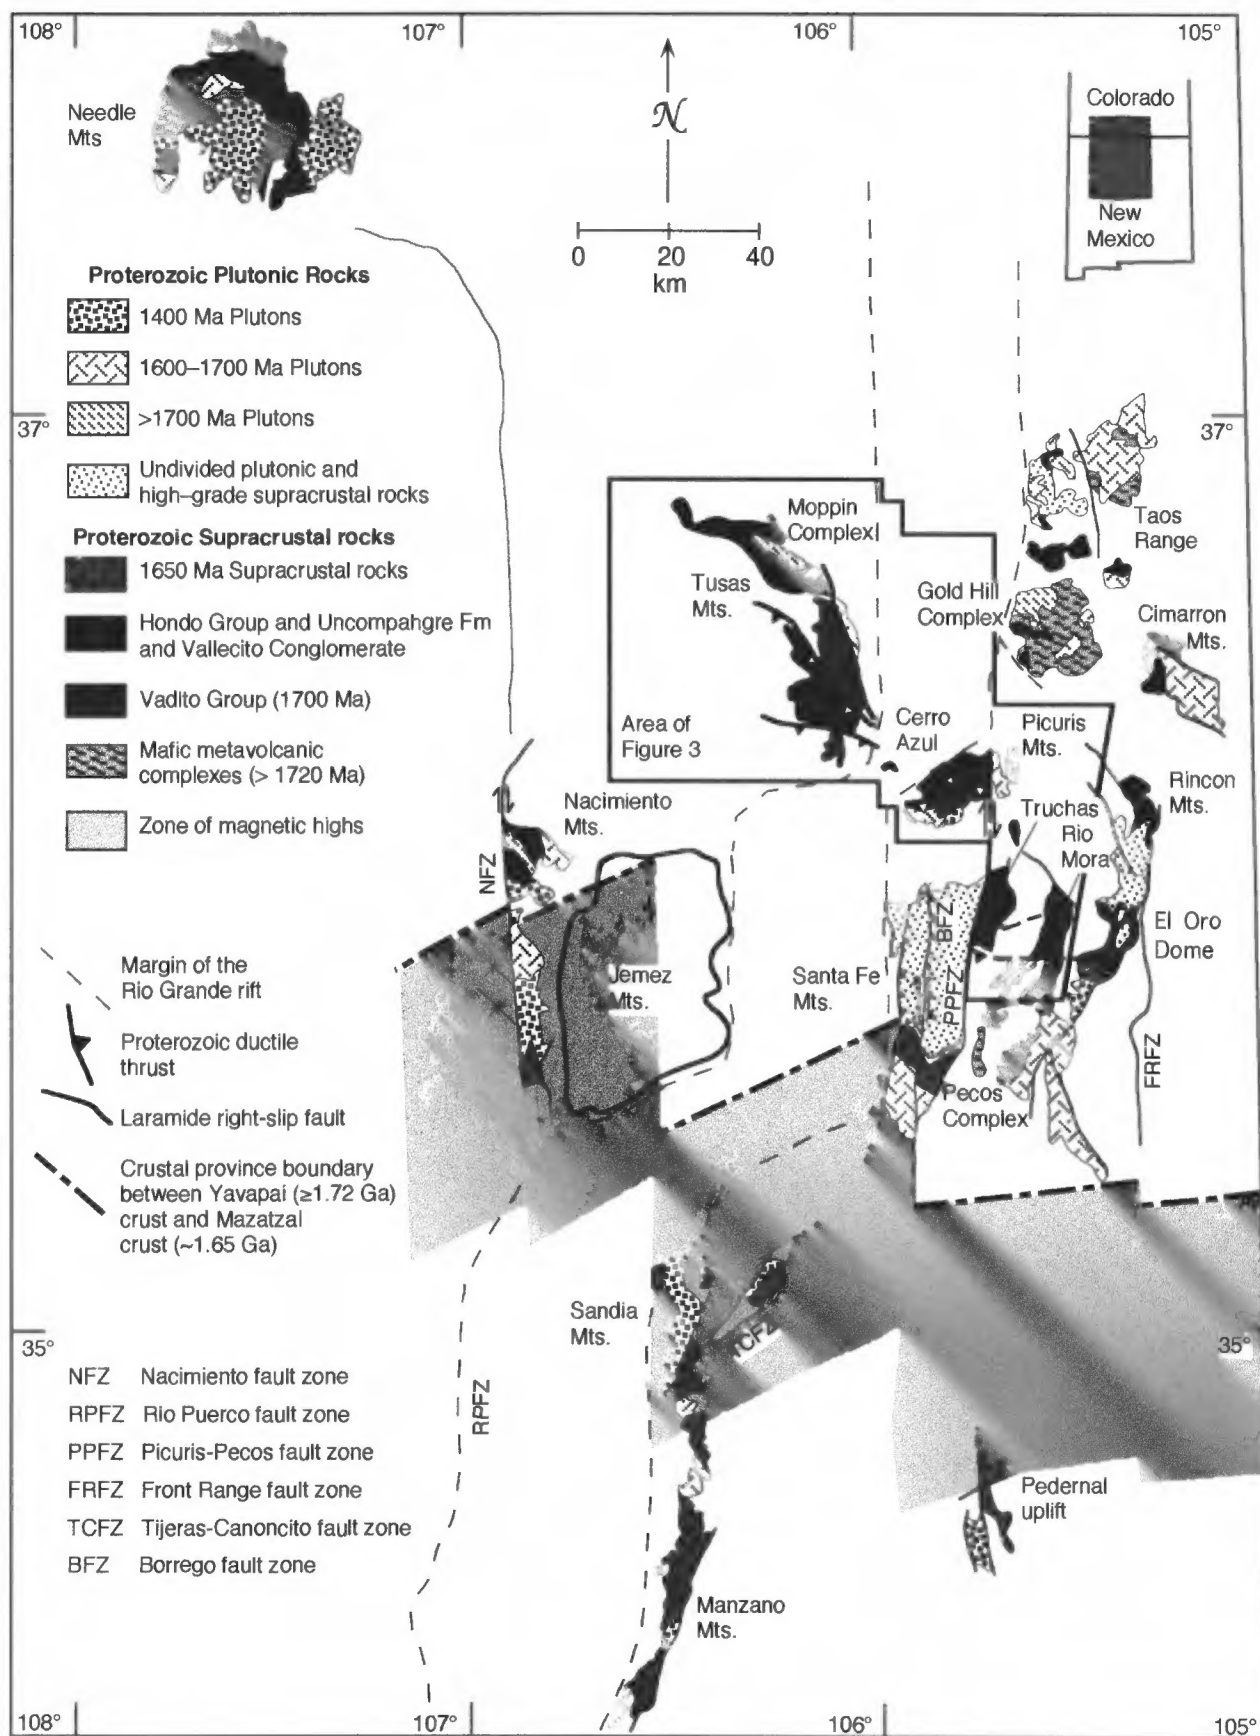 108°
107°
106°
105°
Needle
Mts
N
0 20 40
km
Colorado
New
Mexico
Proterozoic Plutonic Rocks
1400 Ma Plutons
1600–1700 Ma Plutons
>1700 Ma Plutons
Undivided plutonic and
high–grade supracrustal rocks
Proterozoic Supracrustal rocks
1650 Ma Supracrustal rocks
Hondo Group and Uncompahgre Fm
and Vallecito Conglomerate
Vadito Group (1700 Ma)
Mafic metavolcanic
complexes (> 1720 Ma)
Zone of magnetic highs
Margin of the
Rio Grande rift
Proterozoic ductile
thrust
Laramide right-slip fault
Crustal province boundary
between Yavapai (≥1.72 Ga)
crust and Mazatzal
crust (~1.65 Ga)
NFZ Nacimiento fault zone
RPFZ Rio Puerco fault zone
PPFZ Picuris-Pecos fault zone
FRFZ Front Range fault zone
TCFZ Tijeras-Canoncito fault zone
BFZ Borrego fault zone
37°
37°
Moppin
Complex
Tusas
Mts.
Area of
Figure 3
Taos
Range
Gold Hill
Complex
Cimarron
Mts.
Cerro
Azul
Picuris
Mts.
Rincon
Mts.
Nacimiento
Mts.
Truchas
Rio
Mora
NFZ
BFZ
PPFZ
El Oro
Dome
Jemez
Mts.
Santa Fe
Mts.
FRFZ
Pecos
Complex
Sandia
Mts.
TCFZ
35°
35°
RPFZ
Pedernal
uplift
Manzano
Mts.
108°
107°
106°
105°